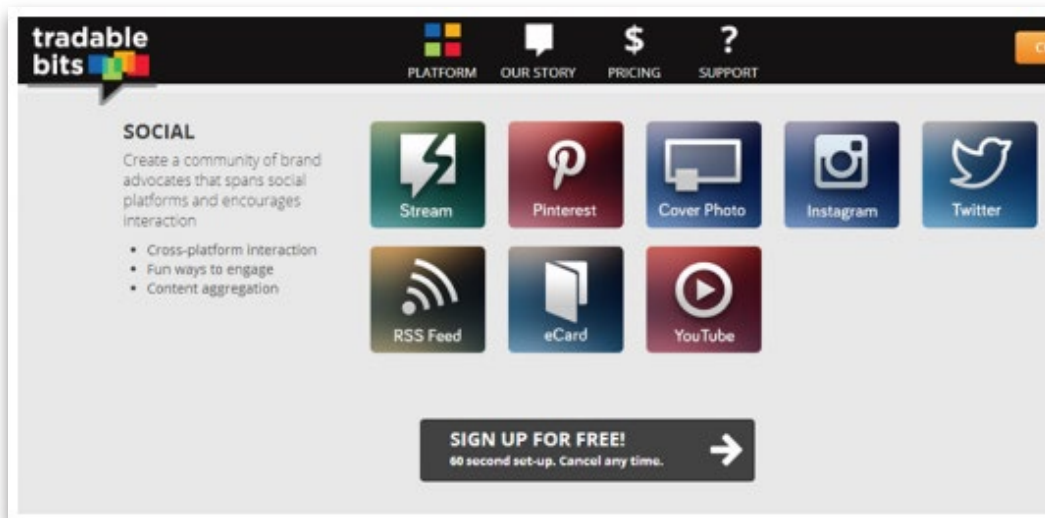 tradable
bits
PLATFORM
OUR STORY
PRICING
SUPPORT
SOCIAL
Create a community of brand
advocates that spans social
platforms and encourages
interaction
• Cross-platform interaction
• Fun ways to engage
• Content aggregation
Stream
Pinterest
Cover Photo
Instagram
Twitter
RSS Feed
eCard
YouTube
SIGN UP FOR FREE!
60 second set-up. Cancel any time.